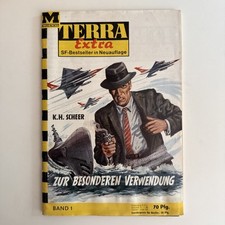 M
TERRA
Extra
SF-Bestseller in Neuauflage
K.H. SCHEER
ZUR BESONDEREN VERWENDUNG
BAND 1
70 Pfg.